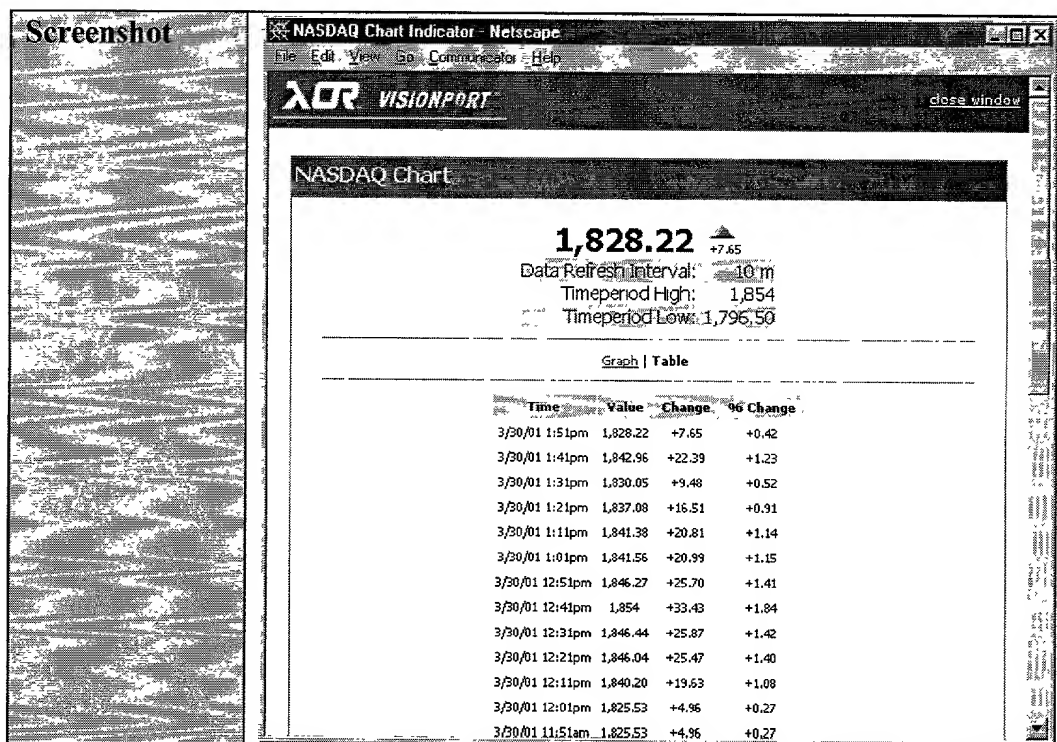 Screenshot
NASDAQ Chart Indicator - Netscape
File Edit View Go Communicator Help
λCR VISIONPORT
close window
NASDAQ Chart
1,828.22
+7.65
Data Refresh Interval: 10 m
Timeperiod High: 1,854
Timeperiod Low: 1,796.50
Graph | Table
Time Value Change % Change
3/30/01 1:51pm 1,828.22 +7.65 +0.42
3/30/01 1:41pm 1,842.96 +22.39 +1.23
3/30/01 1:31pm 1,830.05 +9.48 +0.52
3/30/01 1:21pm 1,837.08 +16.51 +0.91
3/30/01 1:11pm 1,841.38 +20.81 +1.14
3/30/01 1:01pm 1,841.56 +20.99 +1.15
3/30/01 12:51pm 1,846.27 +25.70 +1.41
3/30/01 12:41pm 1,854 +33.43 +1.84
3/30/01 12:31pm 1,846.44 +25.87 +1.42
3/30/01 12:21pm 1,846.04 +25.47 +1.40
3/30/01 12:11pm 1,840.20 +19.63 +1.08
3/30/01 12:01pm 1,825.53 +4.96 +0.27
3/30/01 11:51am 1,825.53 +4.96 +0.27